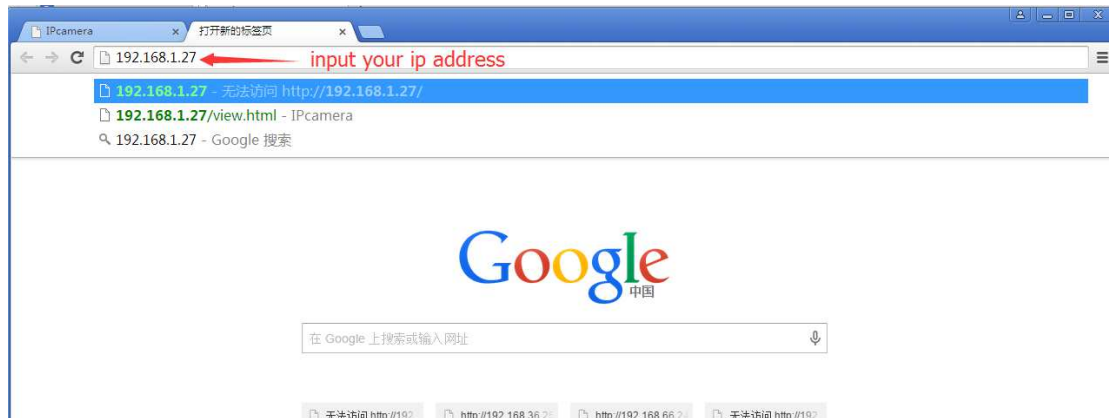 IPcamera
打开新的标签页
192.168.1.27
input your ip address
192.168.1.27 - 无法访问 http://192.168.1.27/
192.168.1.27/view.html - IPcamera
192.168.1.27 - Google 搜索
Google
中国
在 Google 上搜索或输入网址
无法访问 http://192
http://192.168.36.2
http://192.168.66.2
无法访问 http://192